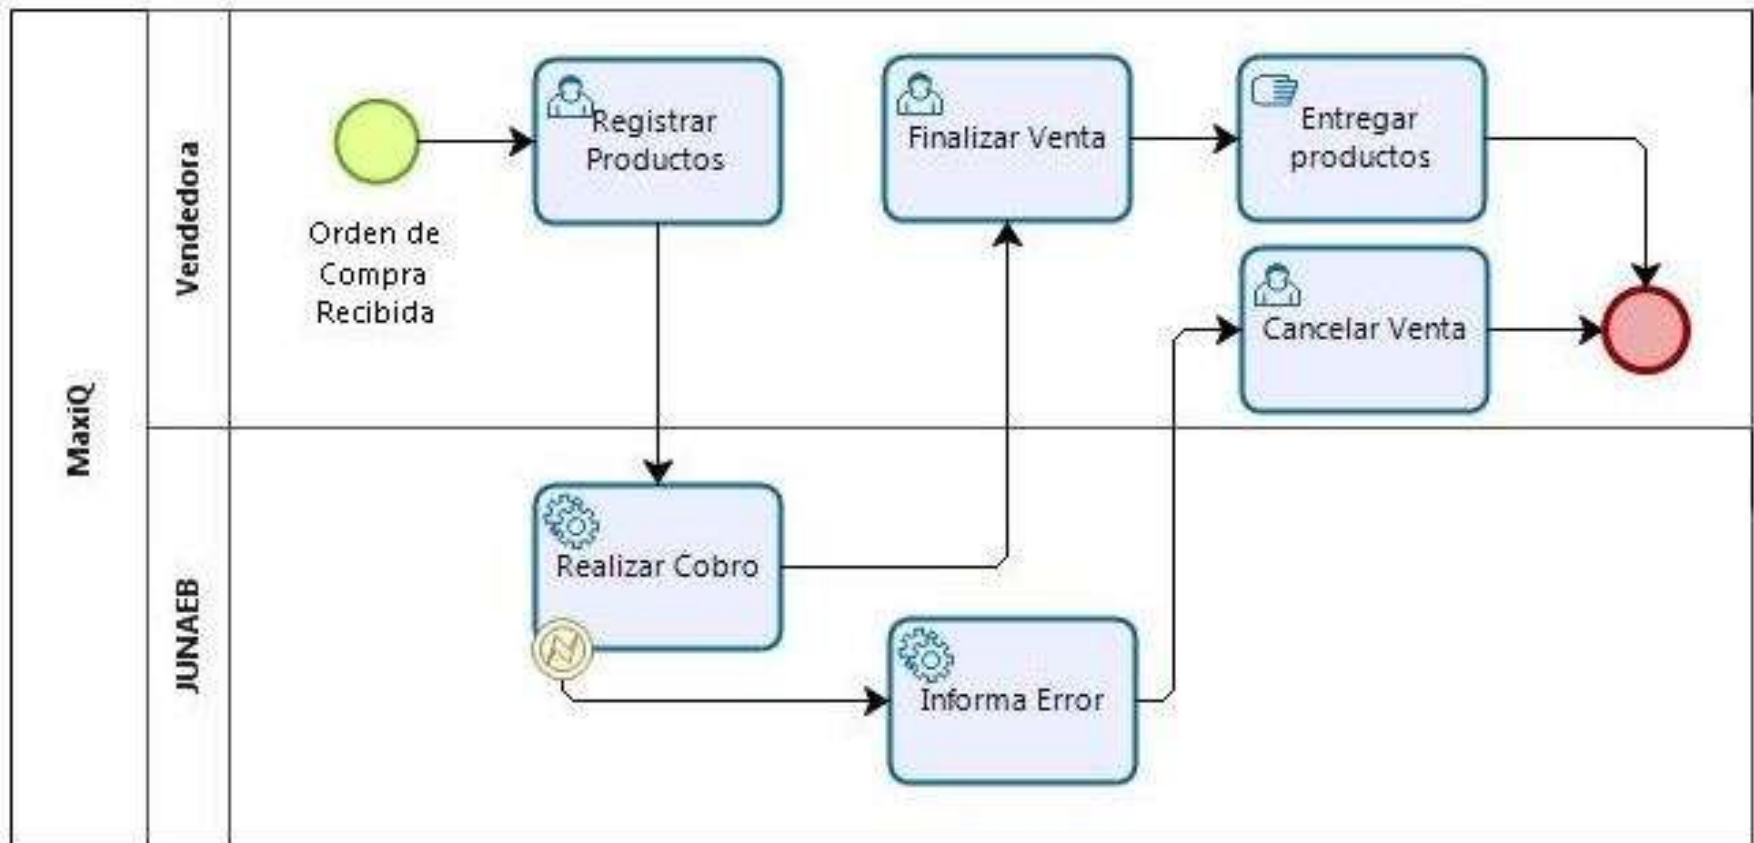 MaxiQ
Vendedora
Orden de
Compra
Recibida
Registrar
Productos
Finalizar Venta
Entregar
productos
Cancelar Venta
JUNAEB
Realizar Cobro
Informa Error